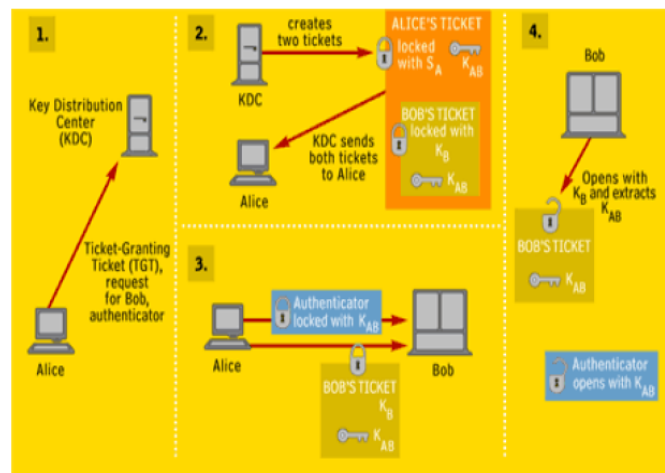 1.
Key Distribution
Center
(KDC)
Ticket-Granting
Ticket (TGT),
request
for Bob,
authenticator
Alice
2.
creates
two tickets
KDC
KDC sends
both tickets
to Alice
Alice
ALICE'S TICKET
locked
with SA
KAB
BOB'S TICKET
locked with
KB
KAB
3.
Authenticator
locked with KAB
Alice
Bob
BOB'S TICKET
KB
KAB
4.
Bob
Opens with
KB and extracts
KAB
BOB'S TICKET
KAB
Authenticator
opens with KAB